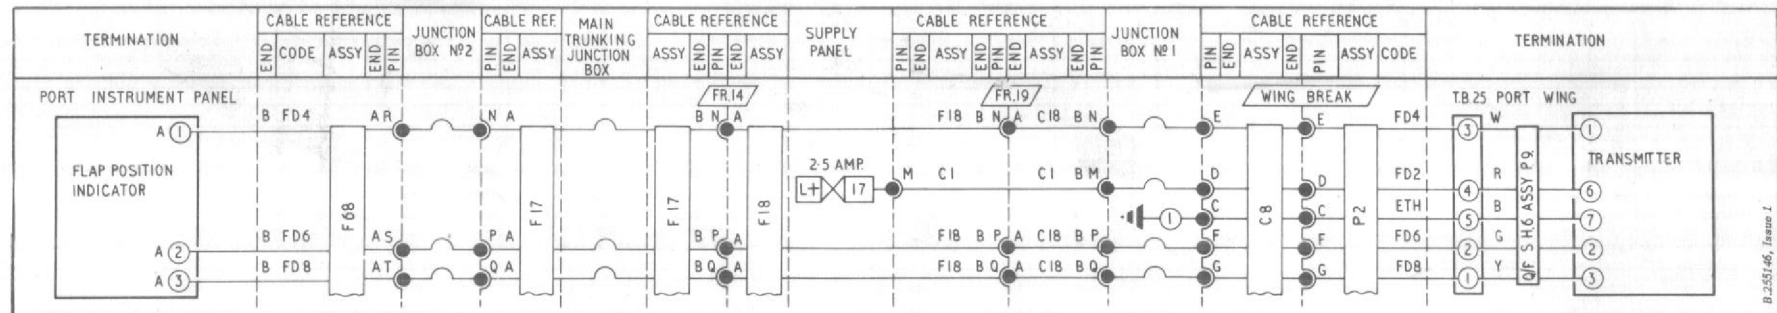 TERMINATION
CABLE REFERENCE
END CODE ASSY END PIN
JUNCTION BOX Nº2
CABLE REF.
PIN END ASSY
MAIN TRUNKING JUNCTION BOX
CABLE REFERENCE
ASSY END PIN END ASSY
SUPPLY PANEL
CABLE REFERENCE
PIN END ASSY END PIN END ASSY END PIN
JUNCTION BOX Nº1
CABLE REFERENCE
PIN END ASSY END PIN ASSY CODE
TERMINATION
PORT INSTRUMENT PANEL
FR.14
FR.19
WING BREAK
T.B.25 PORT WING
A 1 B FD4 A R N A B N A F18 B N A C18 B N E E FD4 3 W 1
FLAP POSITION INDICATOR
2·5 AMP.
L+ 17 M C1 C1 B M D D FD2 4 R 6
TRANSMITTER
1 C C ETH 5 B 7
F68
F17
F17
F18
C8
P2
Q/F S H.6 ASSY P9.
A 2 B FD6 A S P A B P A F18 B P A C18 B P F F FD6 2 G 2
A 3 B FD8 A T Q A B Q A F18 B Q A C18 B Q G G FD8 1 Y 3
B.255146, Issue 1